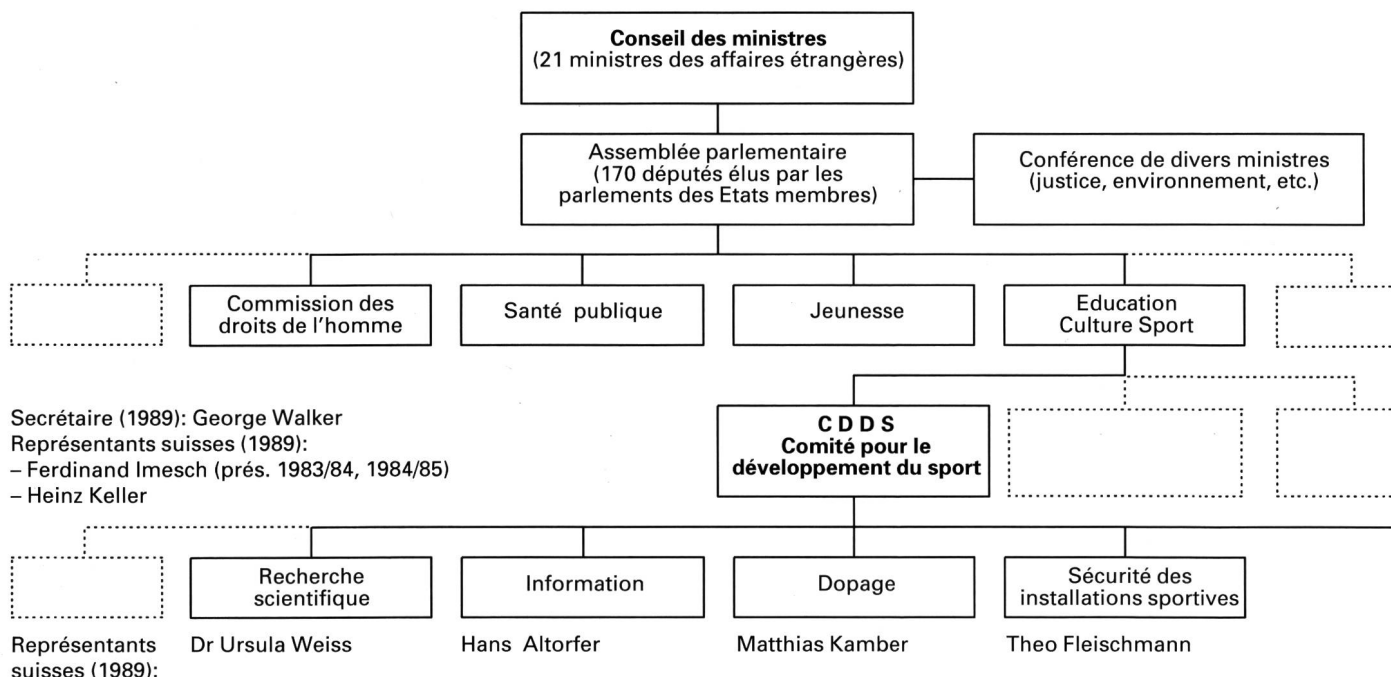 Conseil des ministres
(21 ministres des affaires étrangères)
Assemblée parlementaire
(170 députés élus par les
parlements des Etats membres)
Conférence de divers ministres
(justice, environnement, etc.)
Commission des
droits de l'homme
Santé publique
Jeunesse
Education
Culture Sport
Secrétaire (1989): George Walker
Représentants suisses (1989):
– Ferdinand Imesch (prés. 1983/84, 1984/85)
– Heinz Keller
C D D S
Comité pour le
développement du sport
Recherche
scientifique
Information
Dopage
Sécurité des
installations sportives
Représentants
suisses (1989):
Dr Ursula Weiss
Hans Altorfer
Matthias Kamber
Theo Fleischmann